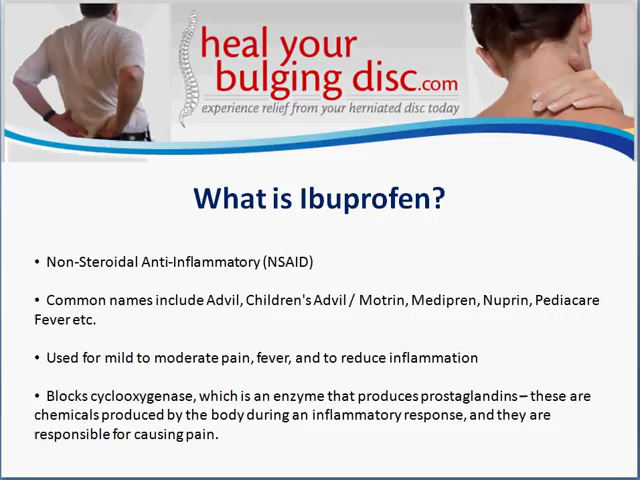 heal your
bulging disc.com
experience relief from your herniated disc today
What is Ibuprofen?
• Non-Steroidal Anti-Inflammatory (NSAID)
• Common names include Advil, Children's Advil / Motrin, Medipren, Nuprin, Pediacare
Fever etc.
• Used for mild to moderate pain, fever, and to reduce inflammation
• Blocks cyclooxygenase, which is an enzyme that produces prostaglandins – these are
chemicals produced by the body during an inflammatory response, and they are
responsible for causing pain.